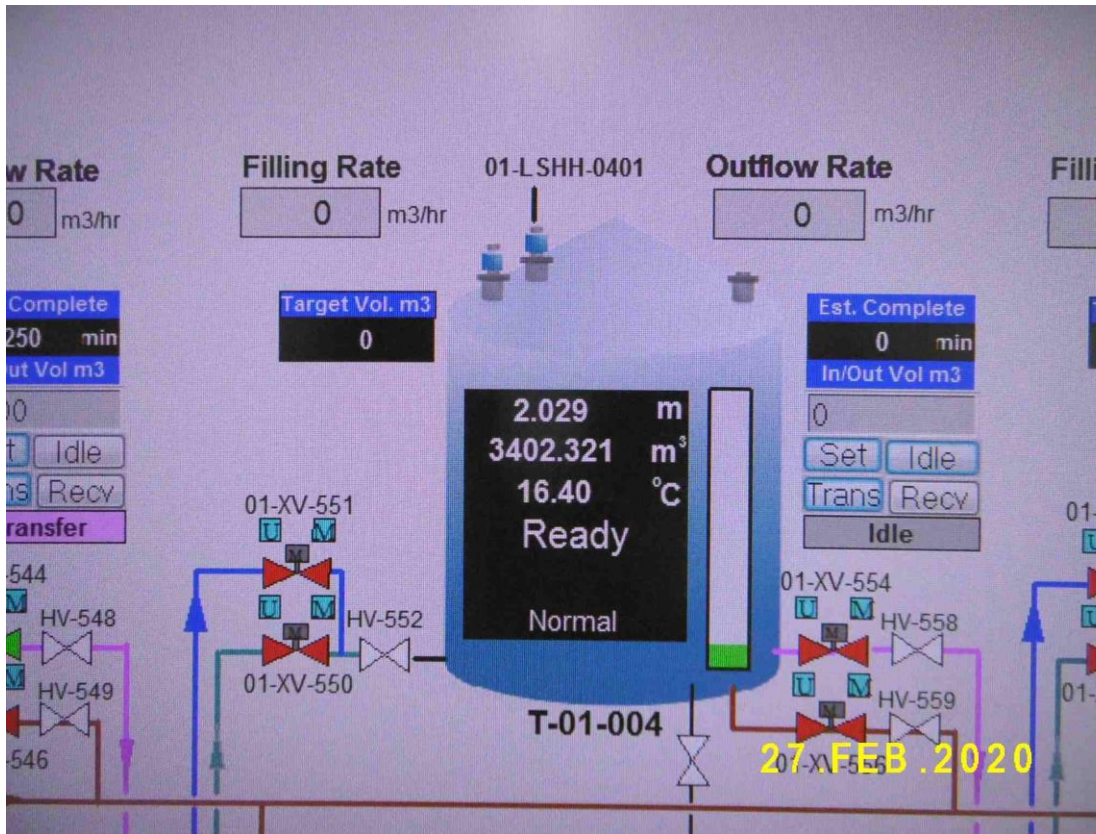 w Rate
0 m3/hr
Complete
250 min
ut Vol m3
00
t Idle
ns Recv
ransfer
-544
M
HV-548
M
HV-549
-546
Filling Rate
0 m3/hr
Target Vol. m3
0
01-XV-551
U M
M
U M
M
HV-552
01-XV-550
01-LSHH-0401
2.029 m
3402.321 m³
16.40 °C
Ready
Normal
T-01-004
Outflow Rate
0 m3/hr
Est. Complete
0 min
In/Out Vol m3
0
Set Idle
Trans Recv
Idle
01-XV-554
U M
M
HV-558
U M
M
HV-559
27.FEB.2020
Filli
01-
U
U
01-